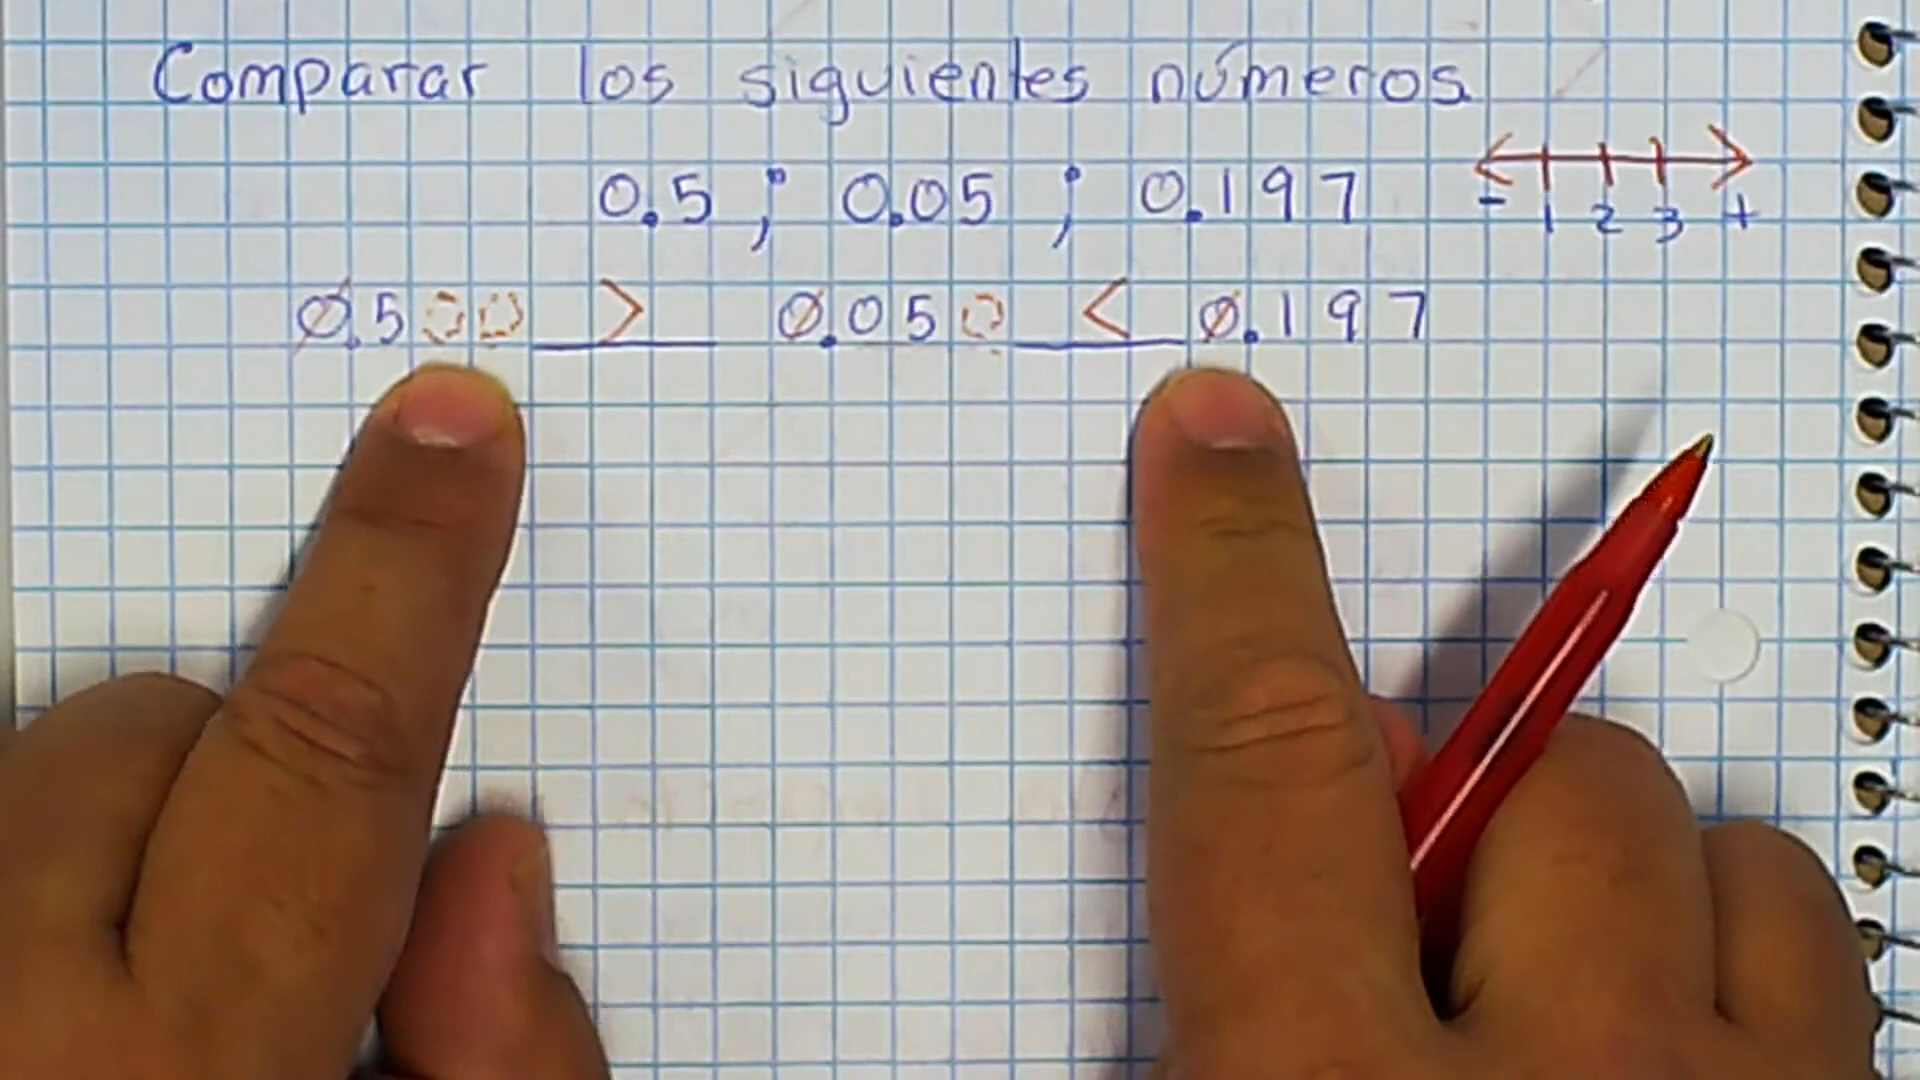 Comparar los siguientes números
0.5 ; 0.05 ; 0.197
- 1 2 3 +
0.500 > 0.050 < 0.197